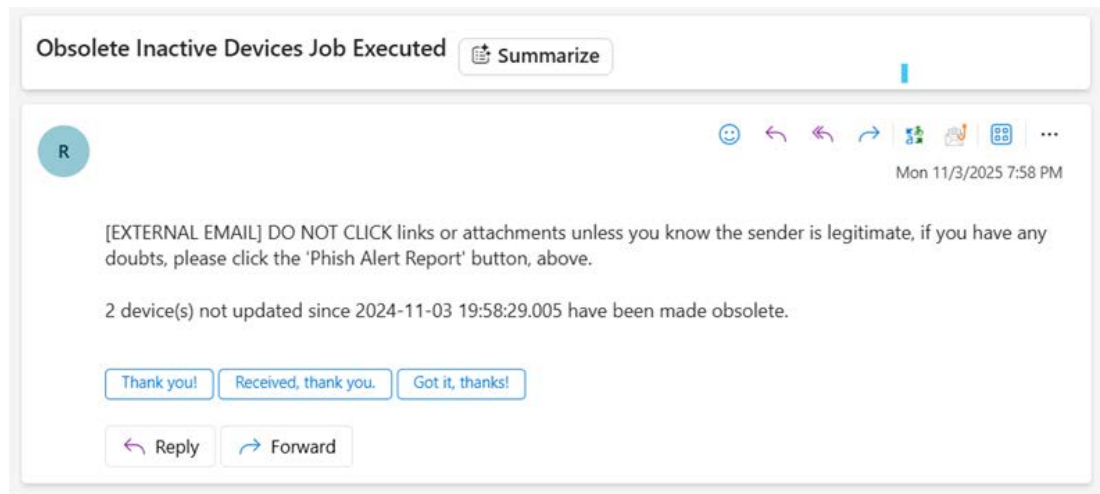 Obsolete Inactive Devices Job Executed Summarize
R
Mon 11/3/2025 7:58 PM
[EXTERNAL EMAIL] DO NOT CLICK links or attachments unless you know the sender is legitimate, if you have any
doubts, please click the 'Phish Alert Report' button, above.
2 device(s) not updated since 2024-11-03 19:58:29.005 have been made obsolete.
Thank you! Received, thank you. Got it, thanks!
Reply Forward